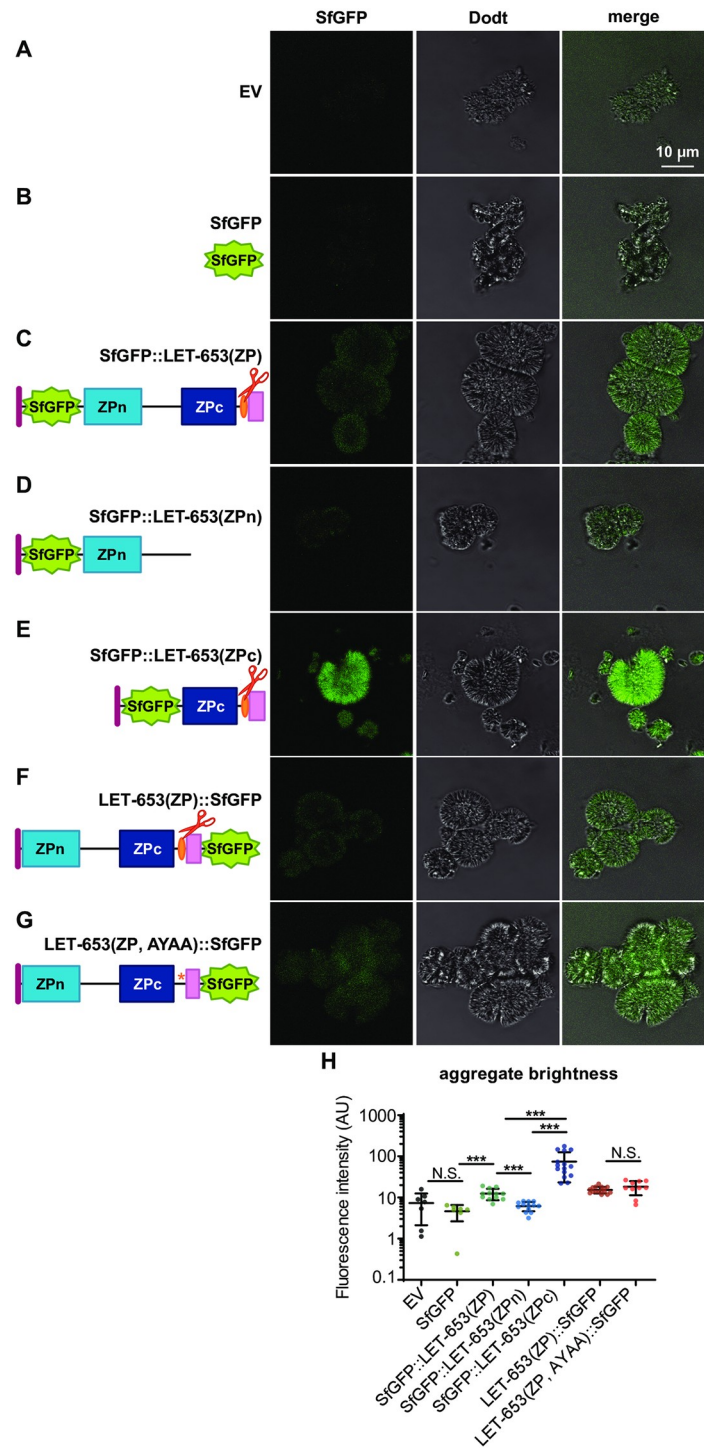 SfGFP Dodt merge
A
EV
10 µm
B
SfGFP
SfGFP
C
SfGFP::LET-653(ZP)
SfGFP ZPn ZPc
D
SfGFP::LET-653(ZPn)
SfGFP ZPn
E
SfGFP::LET-653(ZPc)
SfGFP ZPc
F
LET-653(ZP)::SfGFP
ZPn ZPc SfGFP
G
LET-653(ZP, AYAA)::SfGFP
ZPn ZPc * SfGFP
H
aggregate brightness
Fluorescence intensity (AU)
1000
100
10
1
0.1
N.S. *** *** *** *** N.S.
EV
SfGFP
SfGFP::LET-653(ZP)
SfGFP::LET-653(ZPn)
SfGFP::LET-653(ZPc)
LET-653(ZP)::SfGFP
LET-653(ZP, AYAA)::SfGFP